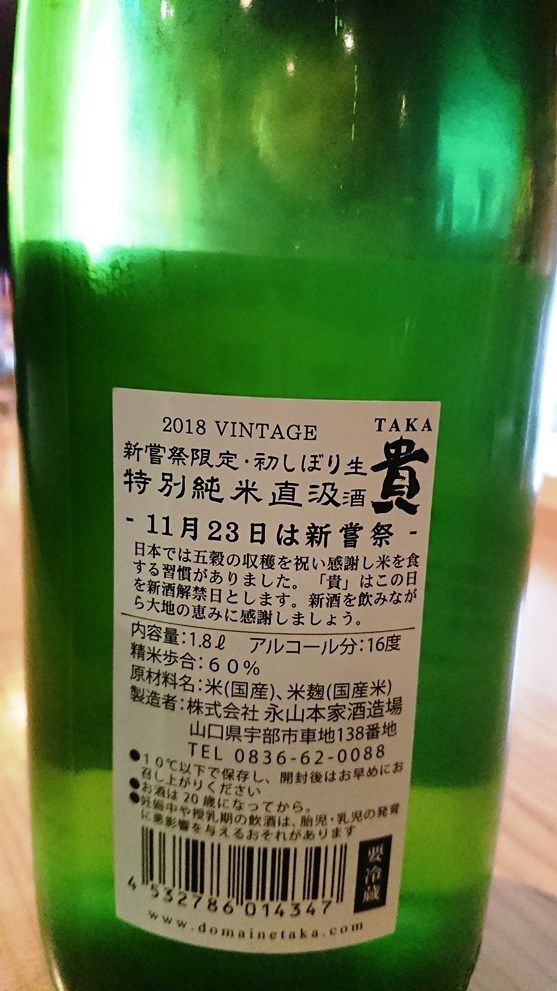 2018 VINTAGE
TAKA
新嘗祭限定・初しぼり生
特別純米直汲酒
貴
- 11月23日は新嘗祭 -
日本では五穀の収穫を祝い感謝し米を食
する習慣がありました。「貴」はこの日
を新酒解禁日とします。新酒を飲みなが
ら大地の恵みに感謝しましょう。
内容量:1.8ℓ アルコール分:16度
精米歩合:60%
原材料名:米(国産)、米麹(国産米)
製造者:株式会社 永山本家酒造場
山口県宇部市車地138番地
TEL 0836-62-0088
●10℃以下で保存し、開封後はお早めにお
召し上がりください
●お酒は20歳になってから。
●妊娠中や授乳期の飲酒は、胎児・乳児の発育
に悪影響を与えるおそれがあります
要冷蔵
4 532786 014347
www.domainetaka.com